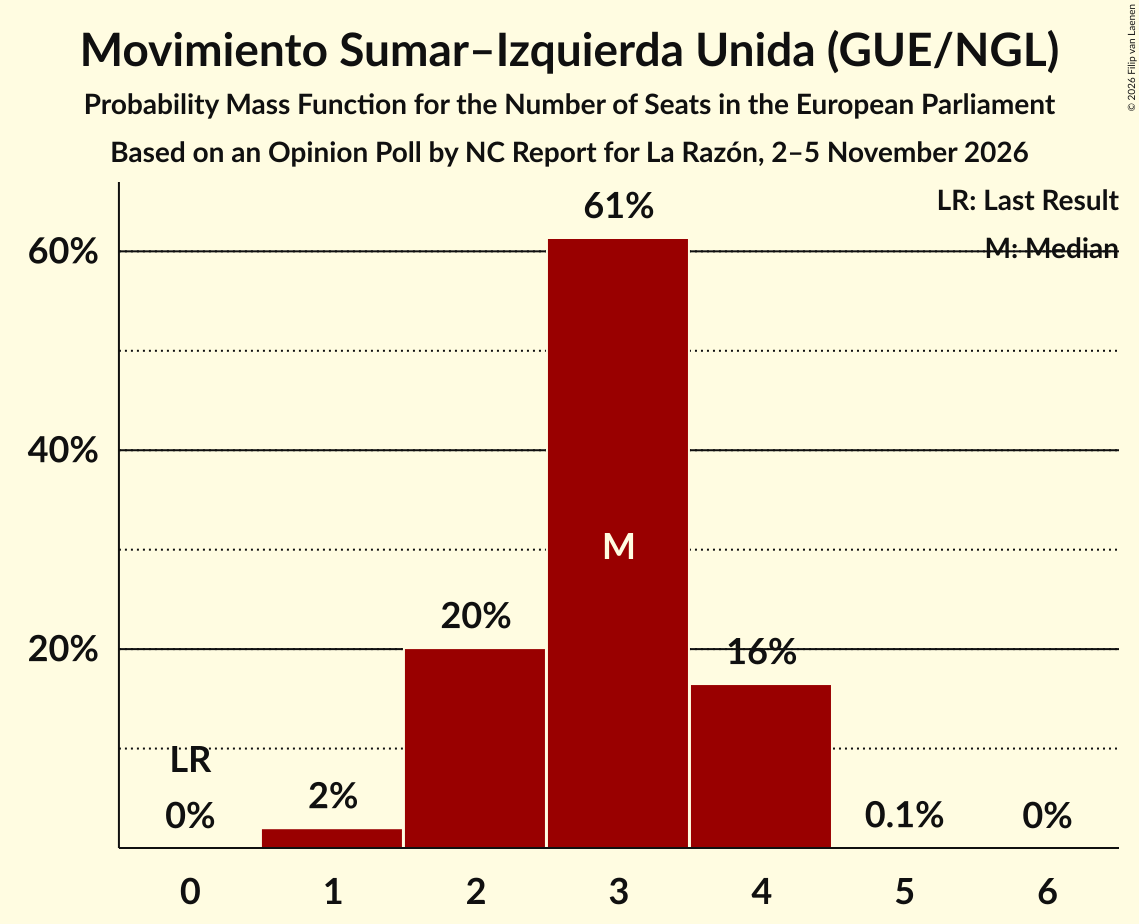 Movimiento Sumar–Izquierda Unida (GUE/NGL)
Probability Mass Function for the Number of Seats in the European Parliament
Based on an Opinion Poll by NC Report for La Razón, 2–5 November 2026
© 2026 Filip van Laenen
LR: Last Result
M: Median
61%
60%
40%
M
20%
20%
16%
LR
0%
2%
0.1%
0%
0 1 2 3 4 5 6